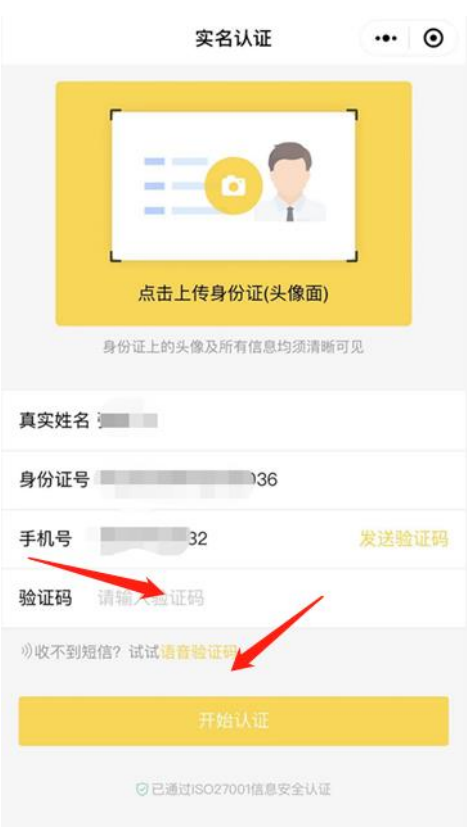 实名认证
点击上传身份证(头像面)
身份证上的头像及所有信息均须清晰可见
真实姓名
身份证号 036
手机号 32 发送验证码
验证码 请输入验证码
收不到短信？试试语音验证码
开始认证
已通过ISO27001信息安全认证